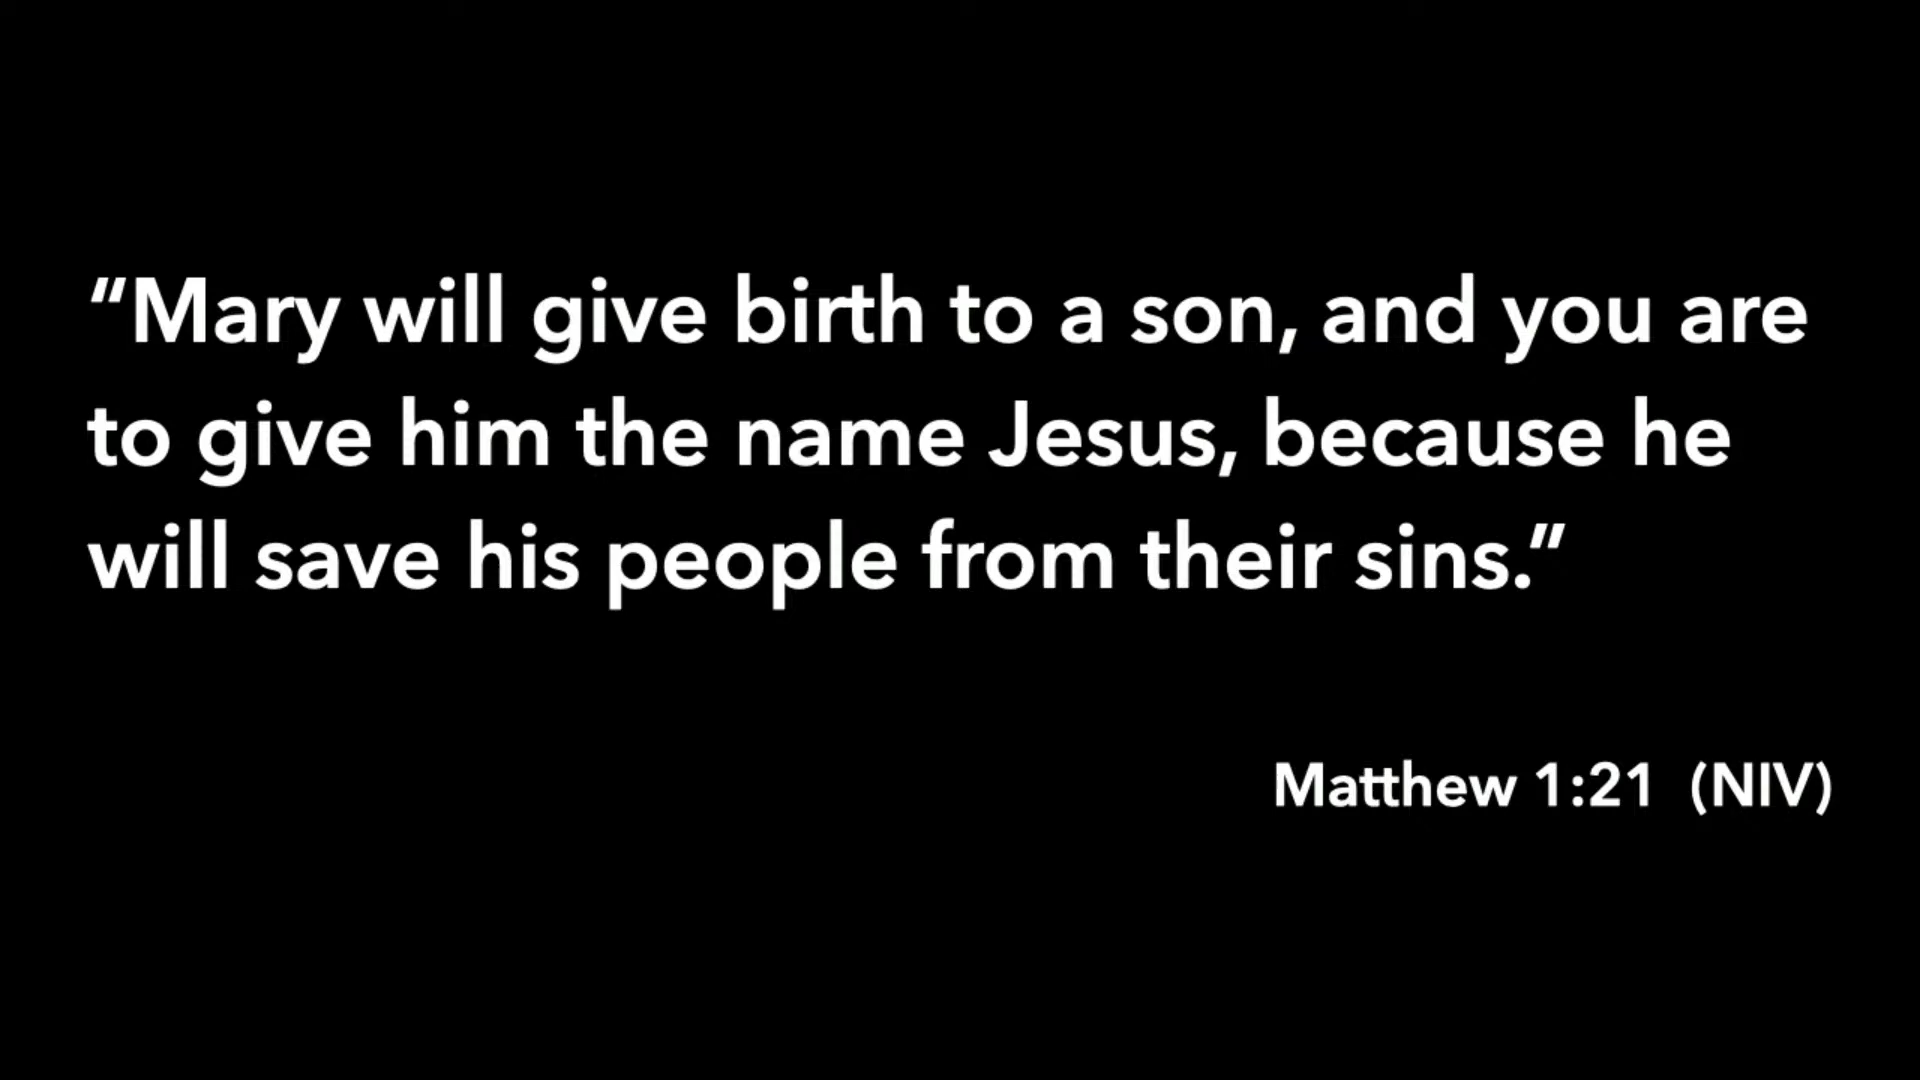 “Mary will give birth to a son, and you are
to give him the name Jesus, because he
will save his people from their sins.”
Matthew 1:21 (NIV)